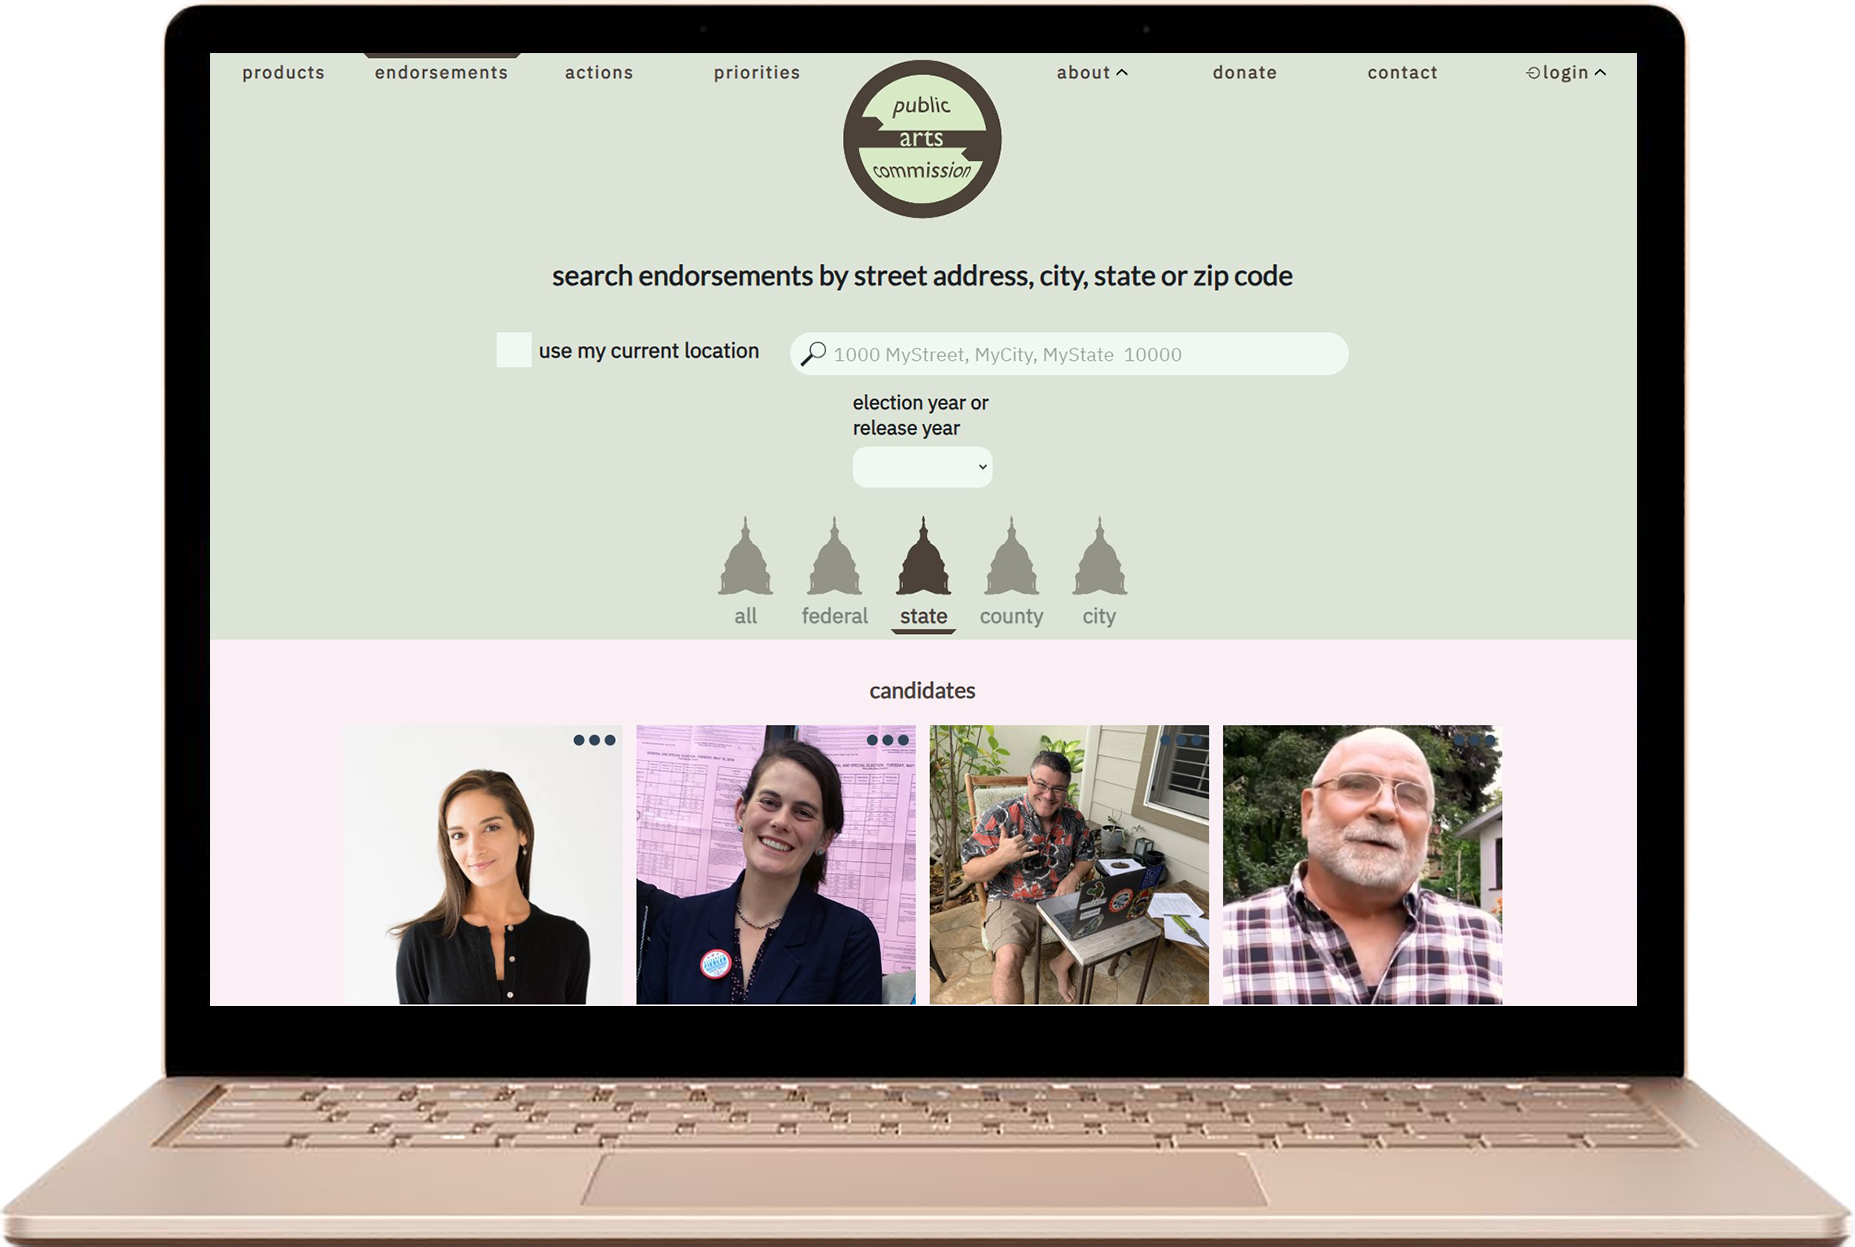 products endorsements actions priorities about donate contact login
public
arts
commission
search endorsements by street address, city, state or zip code
use my current location
1000 MyStreet, MyCity, MyState 10000
election year or
release year
all federal state county city
candidates